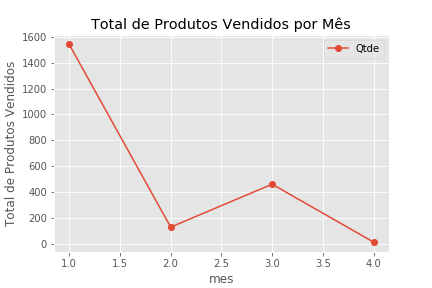 Total de Produtos Vendidos por Mês
Qtde
Total de Produtos Vendidos
1600
1400
1200
1000
800
600
400
200
0
1.0 1.5 2.0 2.5 3.0 3.5 4.0
mes